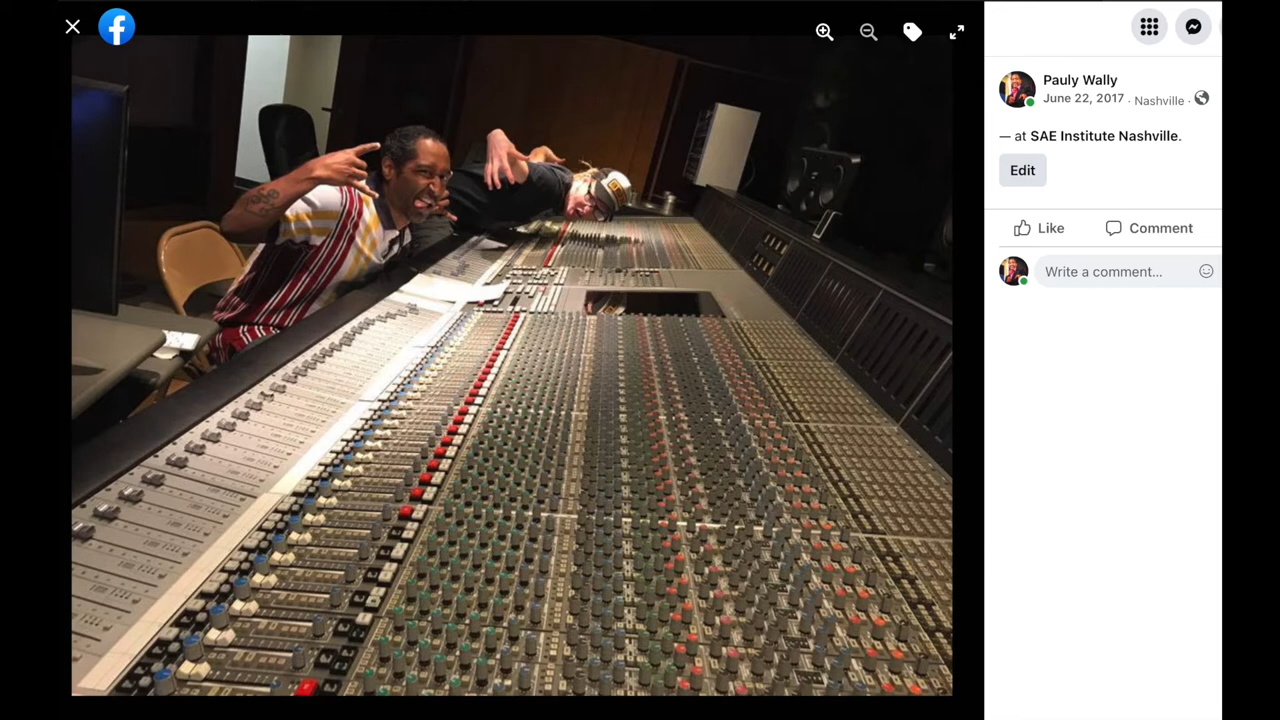 Pauly Wally
June 22, 2017 · Nashville ·
— at SAE Institute Nashville.
Edit
Like Comment
Write a comment...